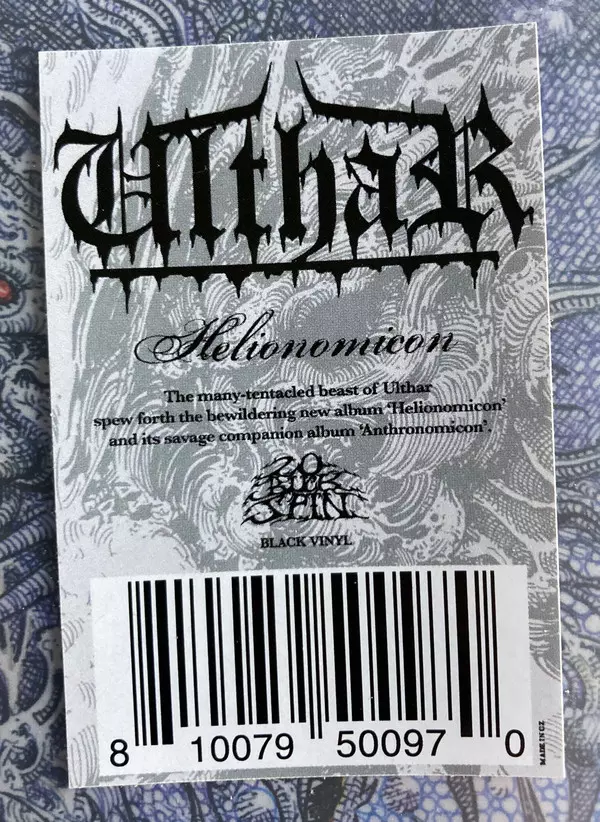 Ulthar
Helionomicon
The many-tentacled beast of Ulthar
spew forth the bewildering new album ‘Helionomicon’
and its savage companion album ‘Anthronomicon’.
20
BUCK
SPIN
BLACK VINYL
8 10079 50097 0
MADE IN CZ